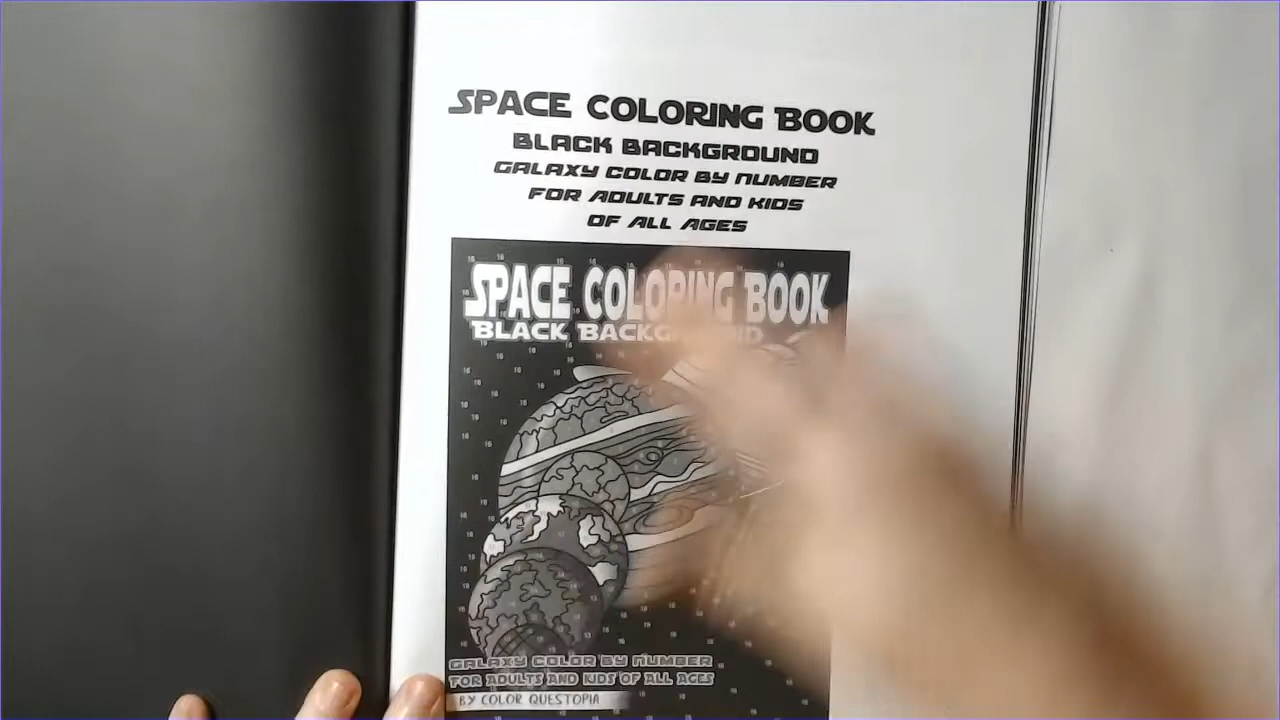 SPACE COLORING BOOK
BLACK BACKGROUND
GALAXY COLOR BY NUMBER
FOR ADULTS AND KIDS
OF ALL AGES
SPACE COLORING BOOK
BLACK BACKGROUND
GALAXY COLOR BY NUMBER
FOR ADULTS AND KIDS OF ALL AGES
BY COLOR QUESTOPIA